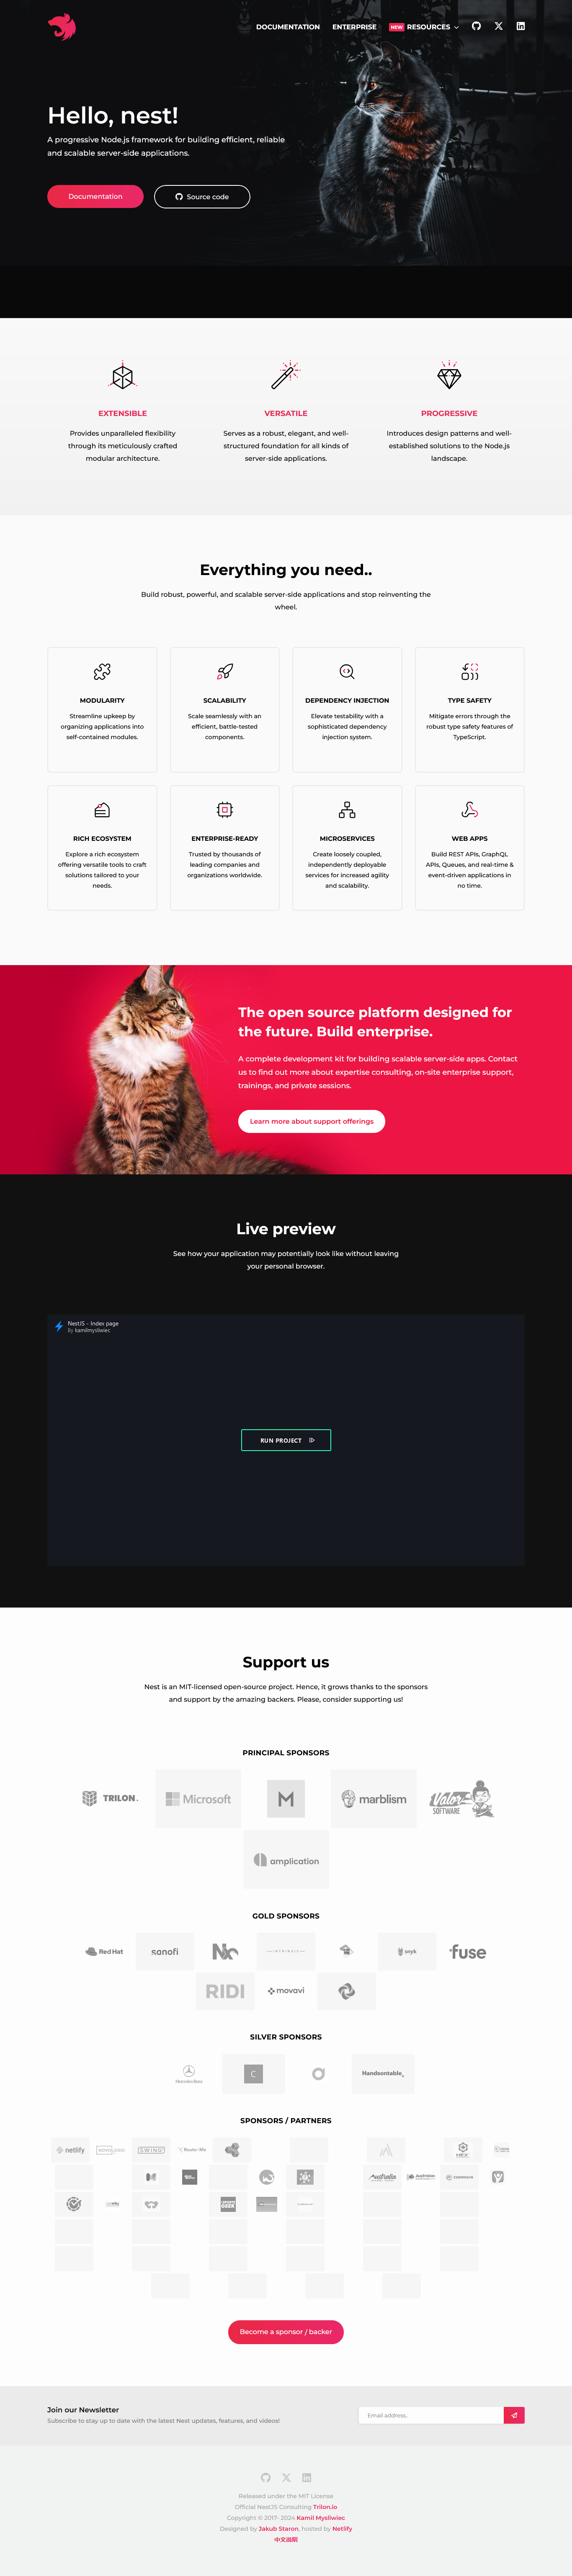 DOCUMENTATION ENTERPRISE NEW RESOURCES
Hello, nest!
A progressive Node.js framework for building efficient, reliable
and scalable server-side applications.
Documentation Source code
EXTENSIBLE
Provides unparalleled flexibility
through its meticulously crafted
modular architecture.
VERSATILE
Serves as a robust, elegant, and well-
structured foundation for all kinds of
server-side applications.
PROGRESSIVE
Introduces design patterns and well-
established solutions to the Node.js
landscape.
Everything you need..
Build robust, powerful, and scalable server-side applications and stop reinventing the
wheel.
MODULARITY
Streamline upkeep by
organizing applications into
self-contained modules.
SCALABILITY
Scale seamlessly with an
efficient, battle-tested
components.
DEPENDENCY INJECTION
Elevate testability with a
sophisticated dependency
injection system.
TYPE SAFETY
Mitigate errors through the
robust type safety features of
TypeScript.
RICH ECOSYSTEM
Explore a rich ecosystem
offering versatile tools to craft
solutions tailored to your
needs.
ENTERPRISE-READY
Trusted by thousands of
leading companies and
organizations worldwide.
MICROSERVICES
Create loosely coupled,
independently deployable
services for increased agility
and scalability.
WEB APPS
Build REST APIs, GraphQL
APIs, Queues, and real-time &
event-driven applications in
no time.
The open source platform designed for
the future. Build enterprise.
A complete development kit for building scalable server-side apps. Contact
us to find out more about expertise consulting, on-site enterprise support,
trainings, and private sessions.
Learn more about support offerings
Live preview
See how your application may potentially look like without leaving
your personal browser.
NestJS - Index page
By kamilmysliwiec
RUN PROJECT
Support us
Nest is an MIT-licensed open-source project. Hence, it grows thanks to the sponsors
and support by the amazing backers. Please, consider supporting us!
PRINCIPAL SPONSORS
TRILON. Microsoft M marblism Valor
SOFTWARE
amplication
GOLD SPONSORS
Red Hat sanofi Nx INTRINSIC snyk fuse
RIDI movavi
SILVER SPONSORS
Mercedes-Benz C Handsontable
SPONSORS / PARTNERS
netlify SWING Route4Me HEX
Become a sponsor / backer
Join our Newsletter
Subscribe to stay up to date with the latest Nest updates, features, and videos!
Email address..
Released under the MIT License
Official NestJS Consulting Trilon.io
Copyright © 2017- 2024 Kamil Mysliwiec
Designed by Jakub Staron, hosted by Netlify
中文说明